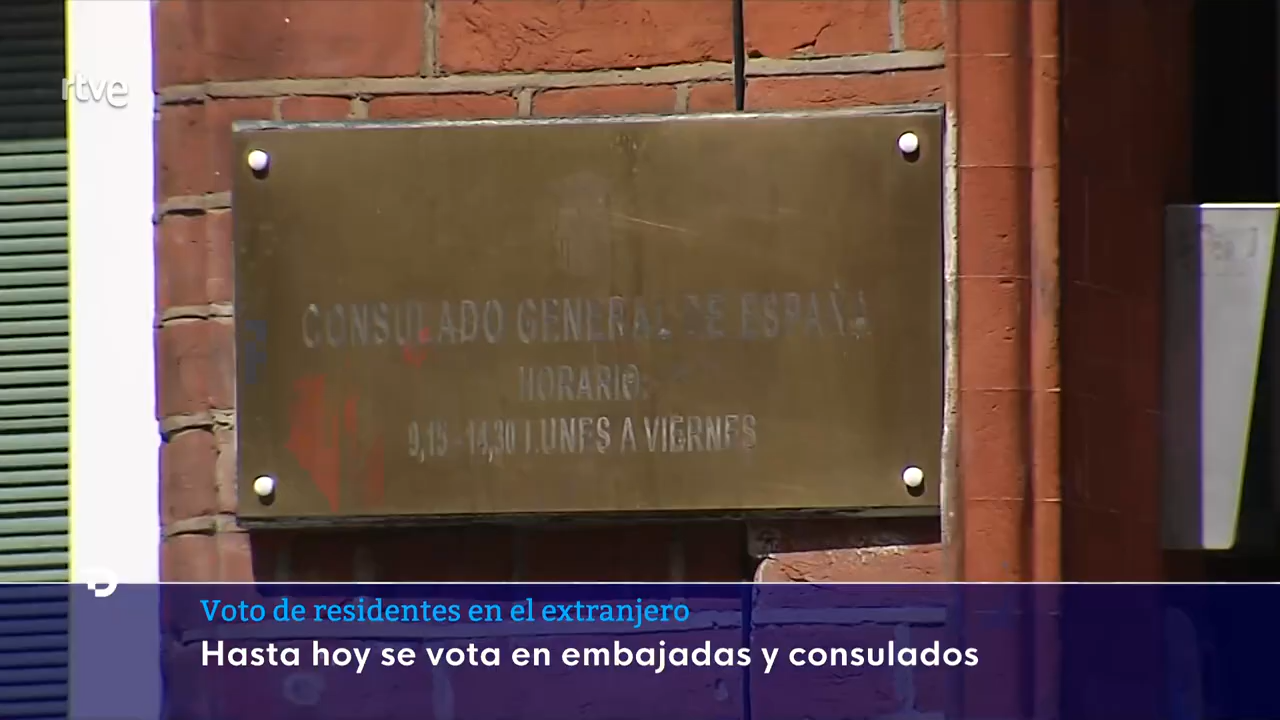 rtve
CONSULADO GENERAL DE ESPAÑA
HORARIO:
9,15-14,30 LUNES A VIERNES
Voto de residentes en el extranjero
Hasta hoy se vota en embajadas y consulados